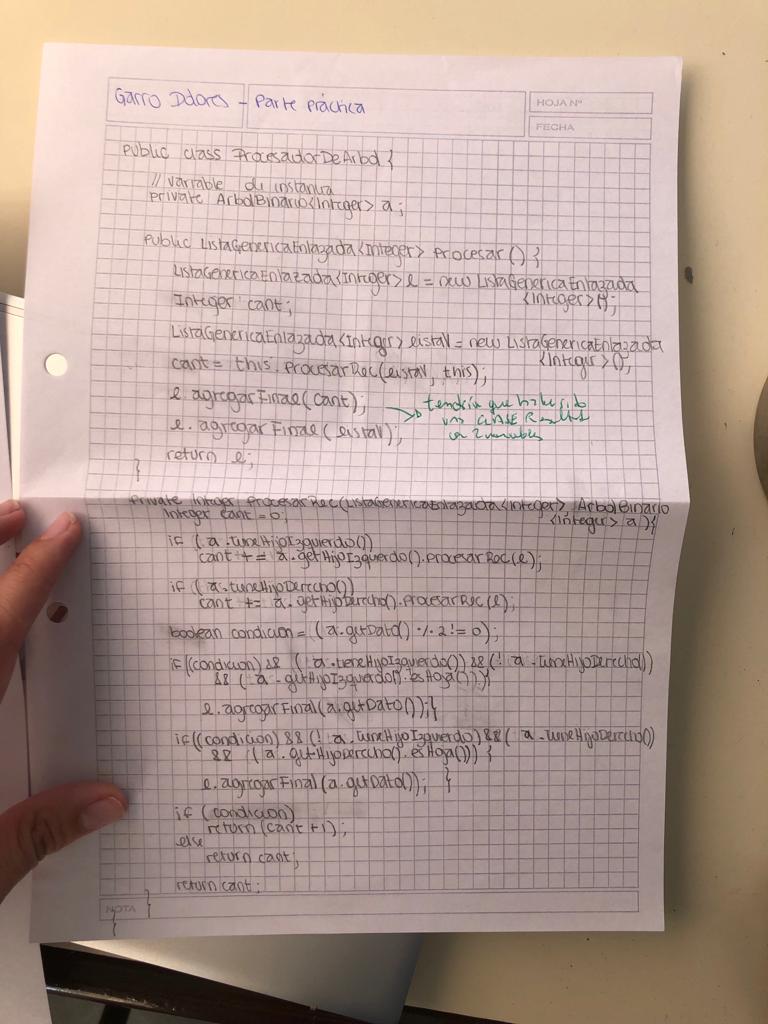 Garro Dolores - Parte práctica
HOJA Nº
FECHA
public class ProcesadorDeArbol {
// variable de instancia
private ArbolBinario<Integer> a;
public ListaGenericaEnlazada<Integer> procesar() {
ListaGenericaEnlazada<Integer> l = new ListaGenericaEnlazada
<Integer>();
Integer cant;
ListaGenericaEnlazada<Integer> listaV = new ListaGenericaEnlazada
<Integer>();
cant = this.procesarRec(listaV, this);
l.agregarFinal(cant);
l.agregarFinal(listaV);
tendría que haber sido
una CLASE Result
con 2 variables
return l;
}
private Integer procesarRec(ListaGenericaEnlazada<Integer>, ArbolBinario
<Integer> a){
Integer cant = 0;
if (a.tieneHijoIzquierdo())
cant += a.getHijoIzquerdo().procesarRec(l);
if (a.tieneHijoDerecho())
cant += a.getHijoDerecho().procesarRec(l);
boolean condicion = (a.getDato() % 2 != 0);
if((condicion) && (a.tieneHijoIzquierdo()) && (! a.tieneHijoDerecho())
&& (a.getHijoIzquierdo().esHoja())){
l.agregarFinal(a.getDato());}
if((condicion) && (! a.tieneHijoIzquierdo) && (a.tieneHijoDerecho()
&& (a.getHijoDerecho().esHoja())) {
l.agregarFinal(a.getDato()); }
if (condicion)
return (cant +1);
else
return cant;
return cant;
}
NOTA
}